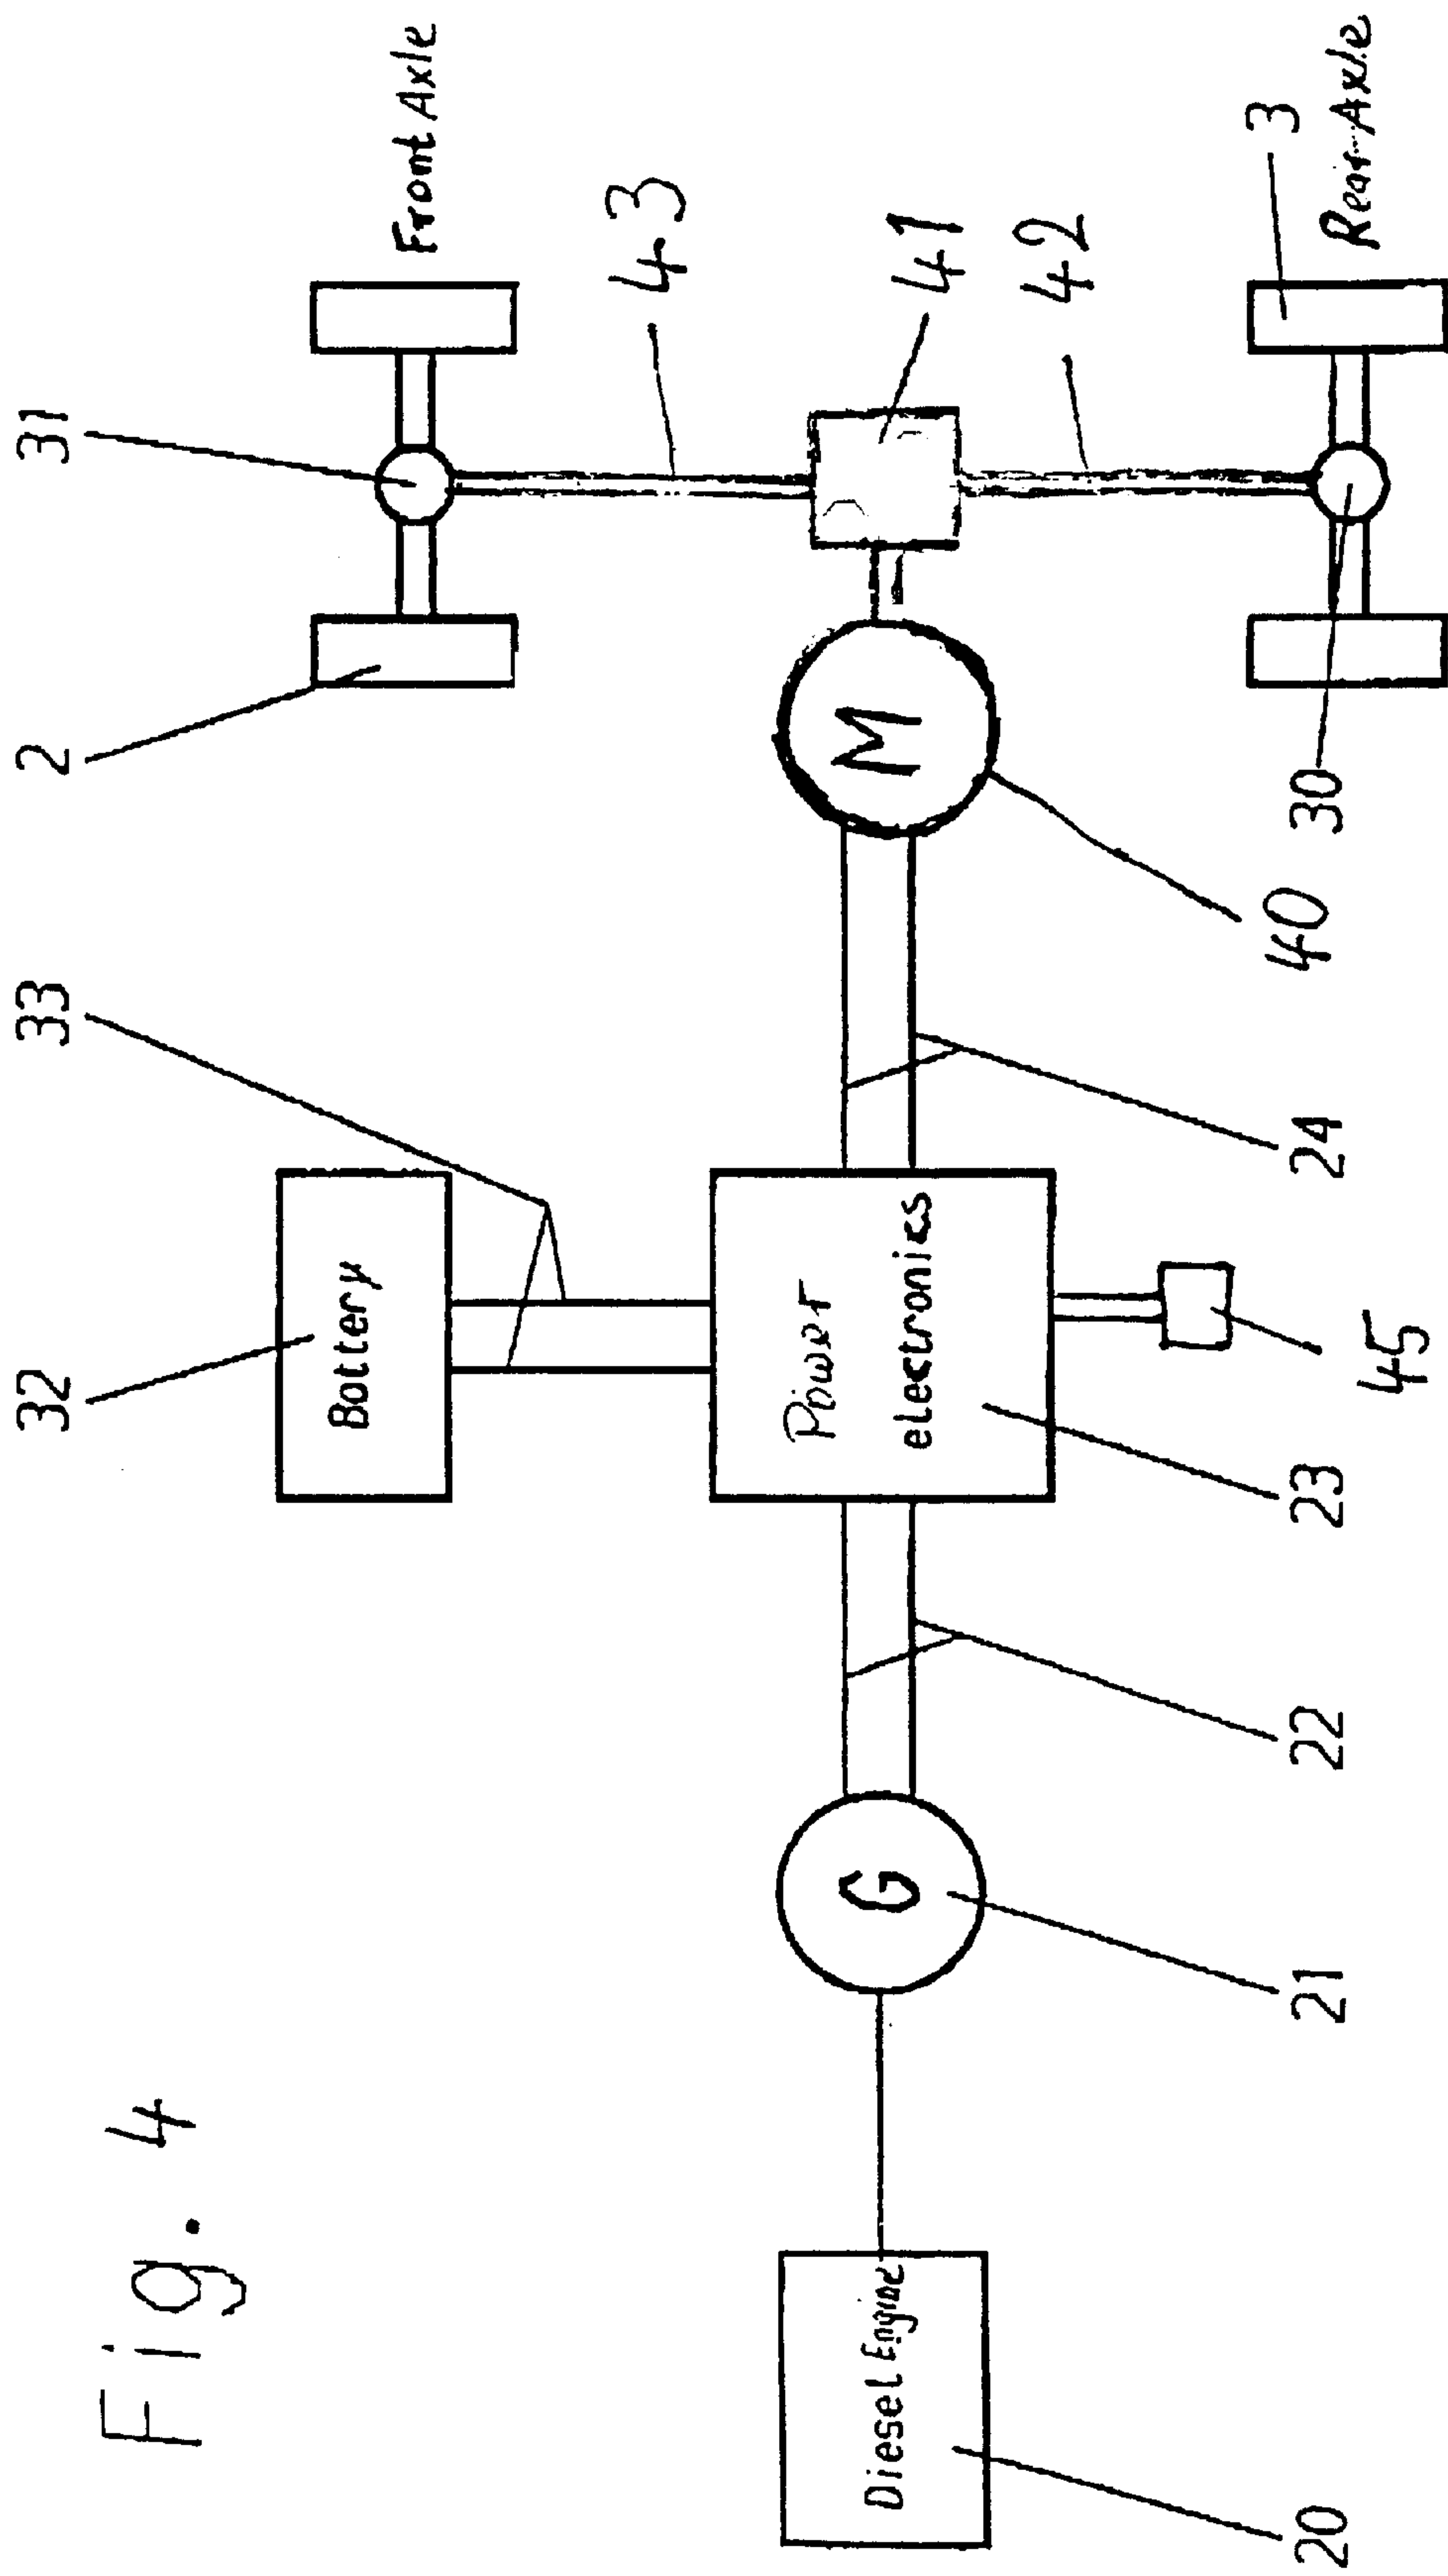 Fig. 4
32
33
2
31
Battery
Front Axle
43
Power
electronics
M
41
G
42
Diesel Engine
40
3
20
21
22
23
45
24
30
Rear Axle